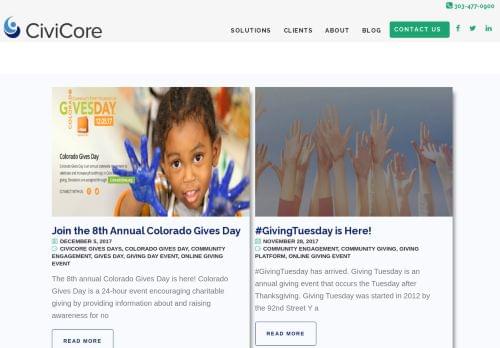 303-477-0900
CiviCore
SOLUTIONS CLIENTS ABOUT BLOG CONTACT US
COLORADO
GIVES DAY
12.05.17
Colorado Gives Day
Join the 8th Annual Colorado Gives Day
DECEMBER 5, 2017
CIVICORE GIVES DAYS, COLORADO GIVES DAY, COMMUNITY
ENGAGEMENT, GIVES DAY, GIVING DAY EVENT, ONLINE GIVING
EVENT
The 8th annual Colorado Gives Day is here! Colorado
Gives Day is a 24-hour event encouraging charitable
giving by providing information about and raising
awareness for no
READ MORE
#GivingTuesday is Here!
NOVEMBER 28, 2017
COMMUNITY ENGAGEMENT, COMMUNITY GIVING, GIVING
PLATFORM, ONLINE GIVING EVENT
#GivingTuesday has arrived. Giving Tuesday is an
annual giving event that occurs the Tuesday after
Thanksgiving. Giving Tuesday was started in 2012 by
the 92nd Street Y a
READ MORE